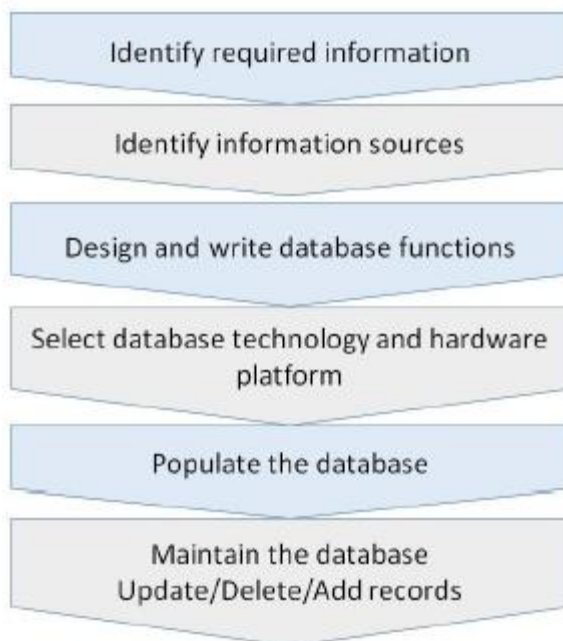 Identify required information
Identify information sources
Design and write database functions
Select database technology and hardware
platform
Populate the database
Maintain the database
Update/Delete/Add records